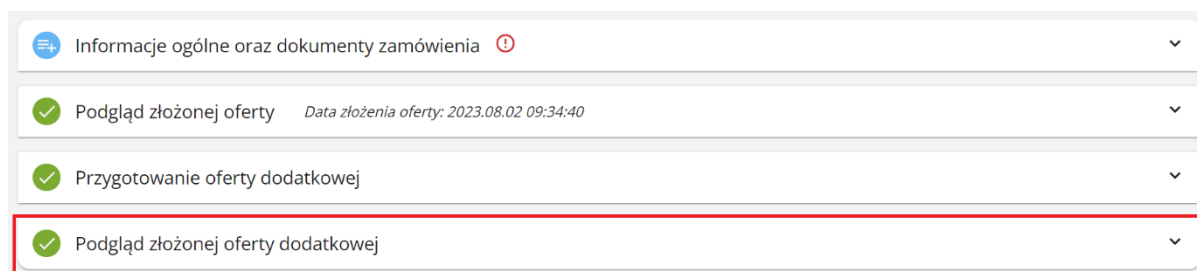 Informacje ogólne oraz dokumenty zamówienia
Podgląd złożonej oferty Data złożenia oferty: 2023.08.02 09:34:40
Przygotowanie oferty dodatkowej
Podgląd złożonej oferty dodatkowej